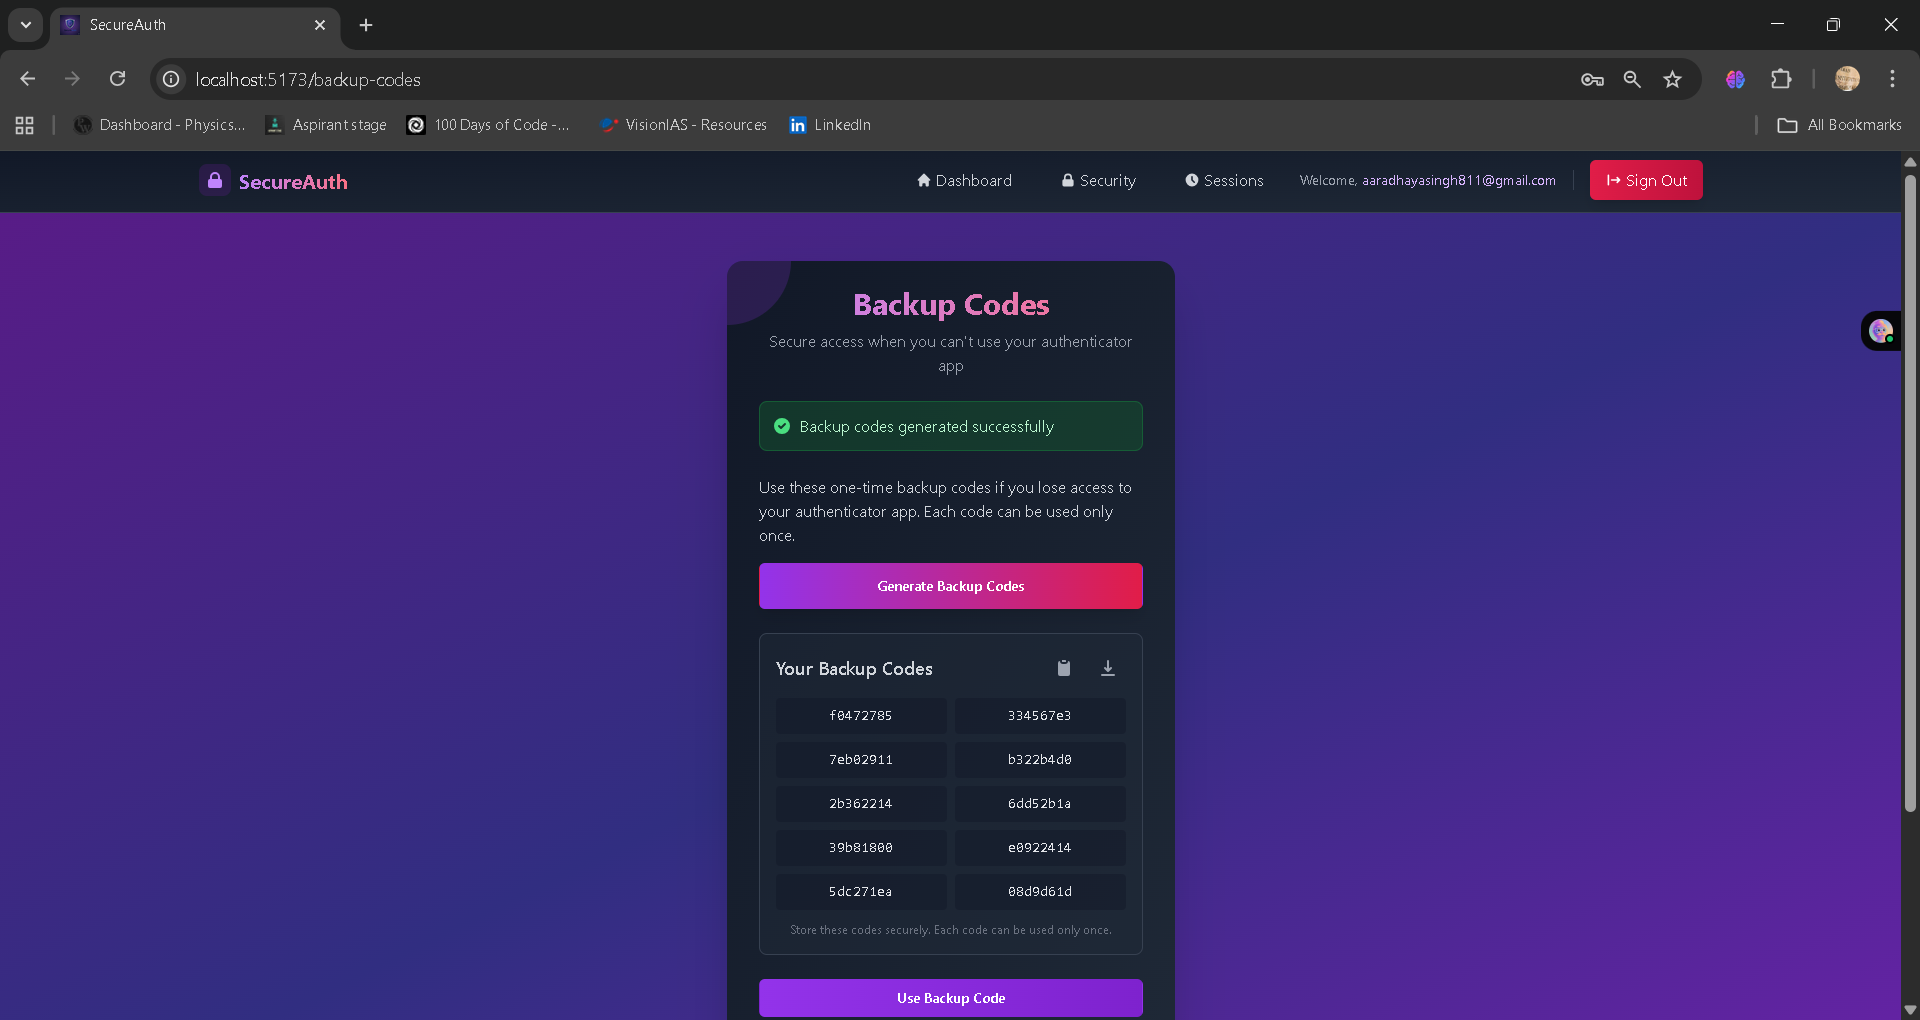 SecureAuth
localhost:5173/backup-codes
Dashboard - Physics...
Aspirant stage
100 Days of Code -...
VisionIAS - Resources
in LinkedIn
All Bookmarks
SecureAuth
Dashboard
Security
Sessions
Welcome, aaradhayasingh811@gmail.com
Sign Out
Backup Codes
Secure access when you can't use your authenticator
app
Backup codes generated successfully
Use these one-time backup codes if you lose access to
your authenticator app. Each code can be used only
once.
Generate Backup Codes
Your Backup Codes
f0472785 334567e3
7eb02911 b322b4d0
2b362214 6dd52b1a
39b81800 e0922414
5dc271ea 08d9d61d
Store these codes securely. Each code can be used only once.
Use Backup Code